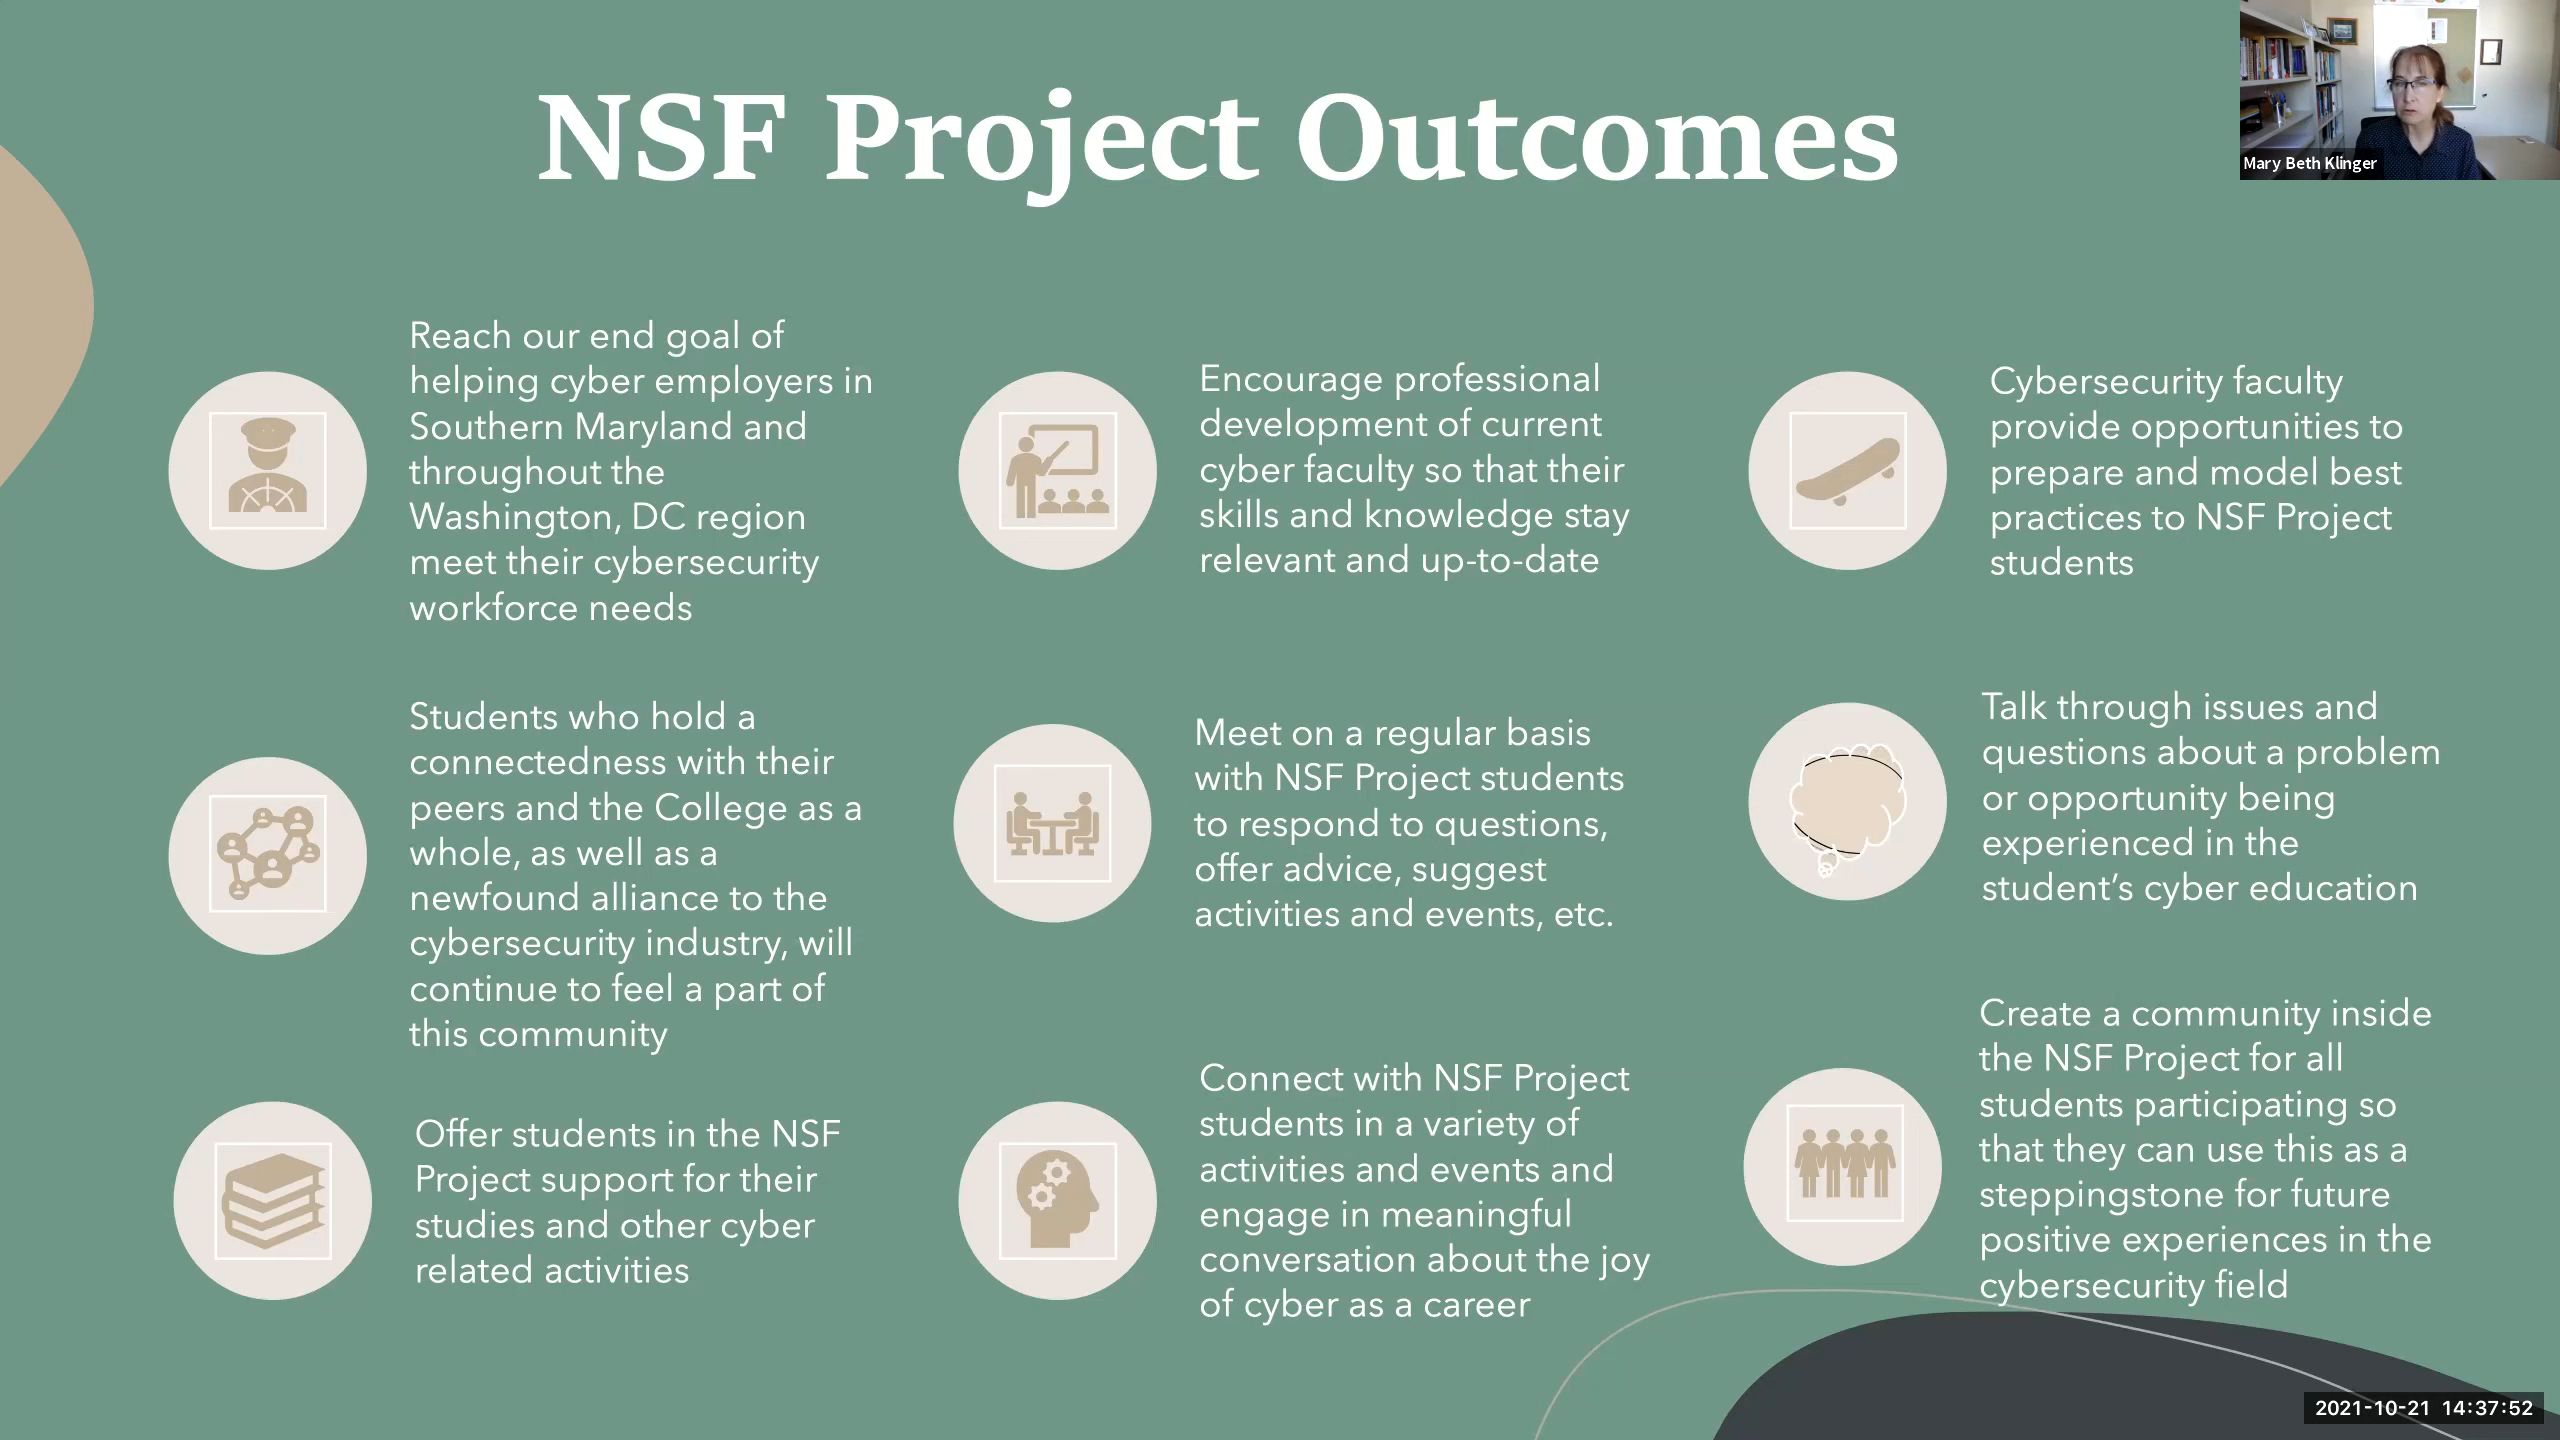 NSF Project Outcomes
Mary Beth Klinger
Reach our end goal of
helping cyber employers in
Southern Maryland and
throughout the
Washington, DC region
meet their cybersecurity
workforce needs
Encourage professional
development of current
cyber faculty so that their
skills and knowledge stay
relevant and up-to-date
Cybersecurity faculty
provide opportunities to
prepare and model best
practices to NSF Project
students
Students who hold a
connectedness with their
peers and the College as a
whole, as well as a
newfound alliance to the
cybersecurity industry, will
continue to feel a part of
this community
Meet on a regular basis
with NSF Project students
to respond to questions,
offer advice, suggest
activities and events, etc.
Talk through issues and
questions about a problem
or opportunity being
experienced in the
student’s cyber education
Offer students in the NSF
Project support for their
studies and other cyber
related activities
Connect with NSF Project
students in a variety of
activities and events and
engage in meaningful
conversation about the joy
of cyber as a career
Create a community inside
the NSF Project for all
students participating so
that they can use this as a
steppingstone for future
positive experiences in the
cybersecurity field
2021-10-21 14:37:52